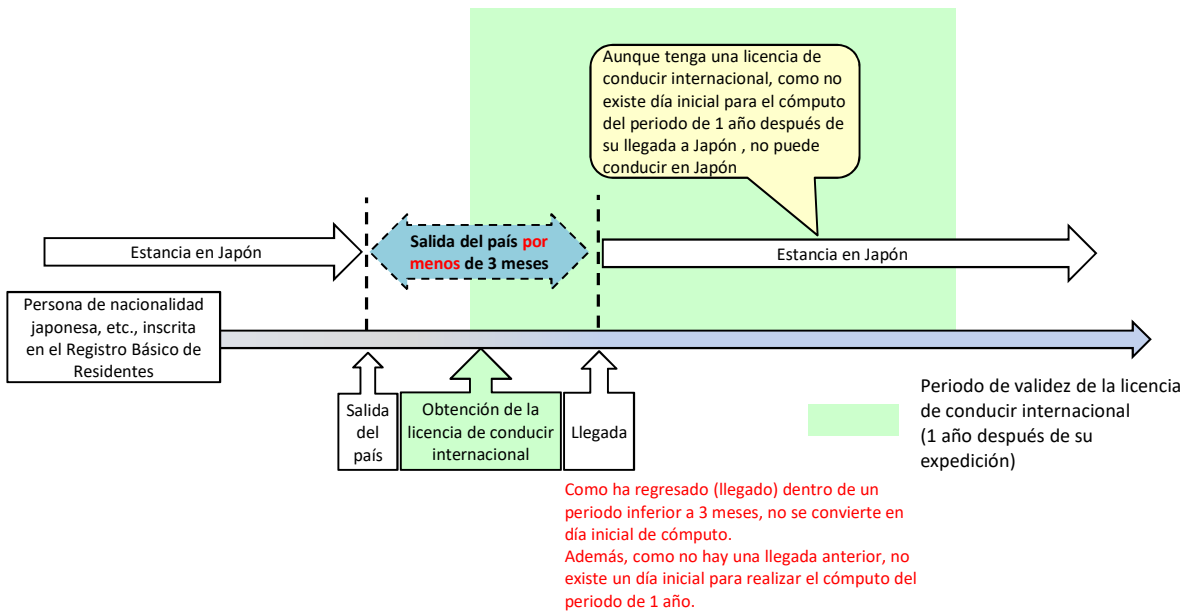 Aunque tenga una licencia de
conducir internacional, como no
existe día inicial para el cómputo
del periodo de 1 año después de
su llegada a Japón , no puede
conducir en Japón
Estancia en Japón
Salida del país por
menos de 3 meses
Estancia en Japón
Persona de nacionalidad
japonesa, etc., inscrita
en el Registro Básico de
Residentes
Salida
del
país
Obtención de la
licencia de conducir
internacional
Llegada
Periodo de validez de la licencia
de conducir internacional
(1 año después de su
expedición)
Como ha regresado (llegado) dentro de un
periodo inferior a 3 meses, no se convierte en
día inicial de cómputo.
Además, como no hay una llegada anterior, no
existe un día inicial para realizar el cómputo del
periodo de 1 año.